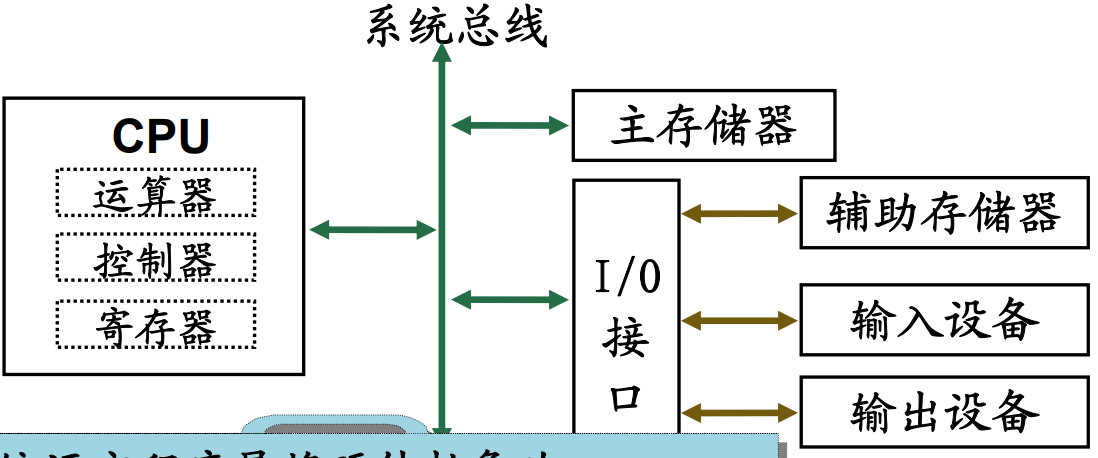 系统总线
CPU
运算器
控制器
寄存器
主存储器
I/O
接
口
辅助存储器
输入设备
输出设备